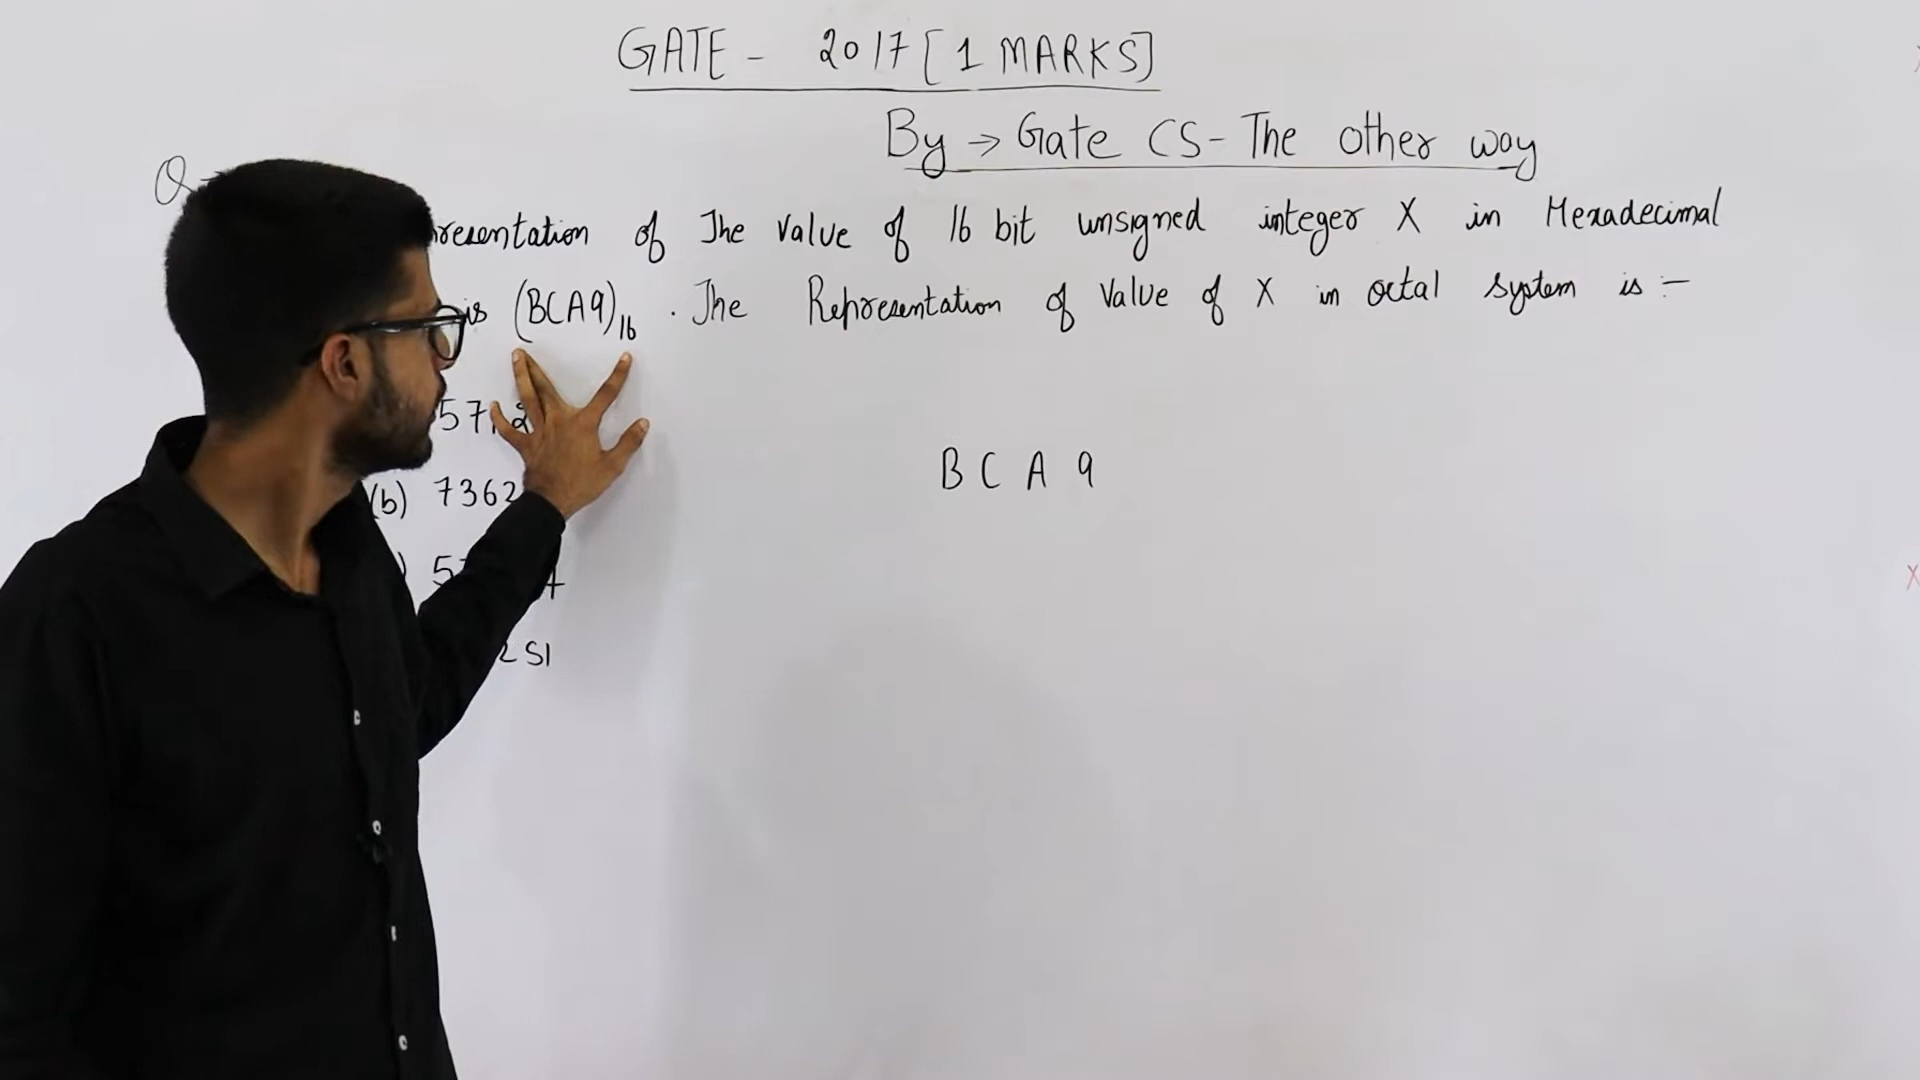 GATE - 2017 [1 MARKS]
By → Gate CS - The other way
Q
presentation of The Value of 16 bit unsigned integer X in Hexadecimal
is (BCA9)16 . The Representation of Value of X in octal system is :-
(b) 7362
B C A 9
2S1